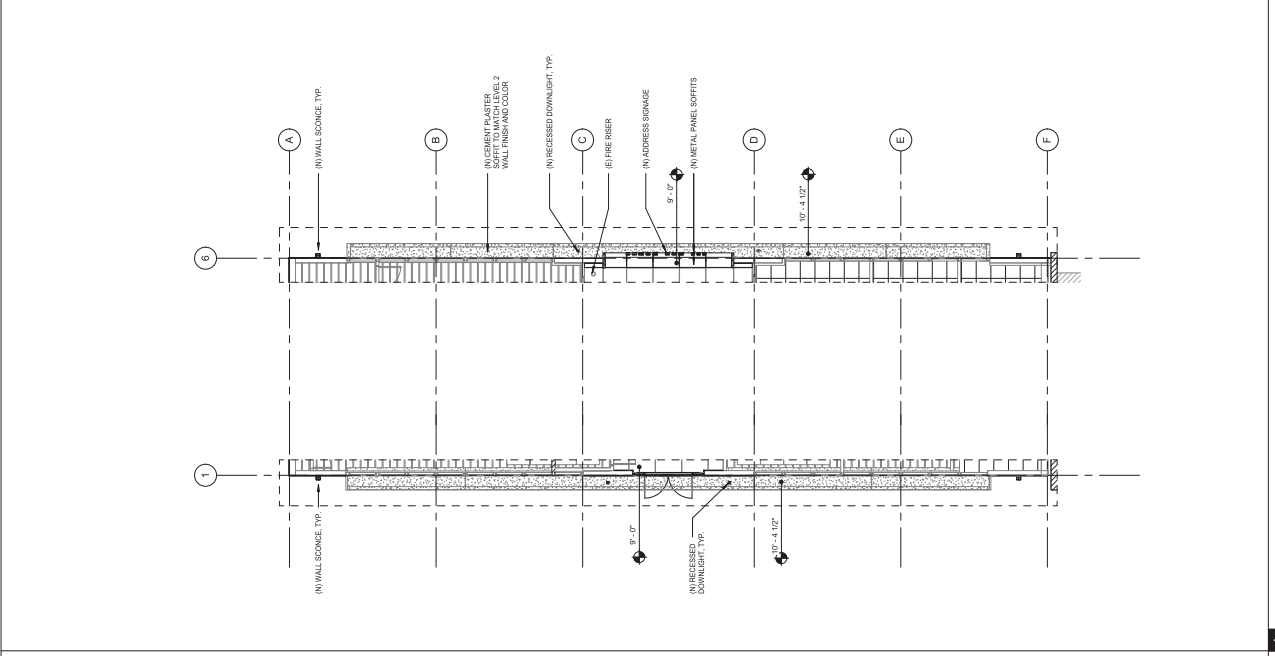 (N) WALL SCONCE, TYP.
(N) CEMENT PLASTER
SOFFIT TO MATCH LEVEL 2
WALL FINISH AND COLOR
(N) RECESSED DOWNLIGHT, TYP.
(E) FIRE RISER
(N) ADDRESS SIGNAGE
(N) METAL PANEL SOFFITS
A
B
C
D
E
F
9' - 0"
10' - 4 1/2"
6
1
(N) WALL SCONCE, TYP.
9' - 0"
(N) RECESSED
DOWNLIGHT, TYP.
10' - 4 1/2"